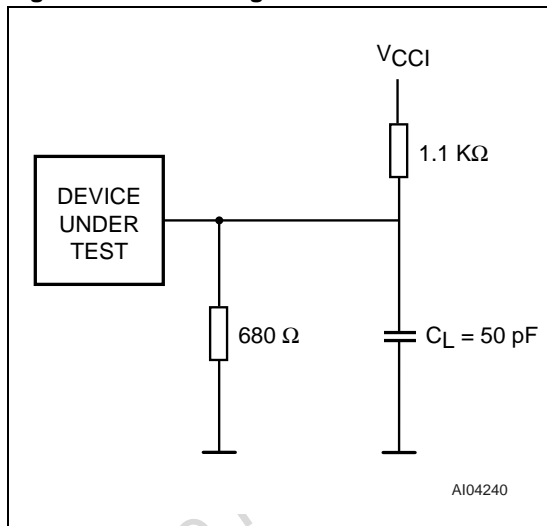 VCCI
1.1 KΩ
DEVICE
UNDER
TEST
680 Ω
CL = 50 pF
AI04240